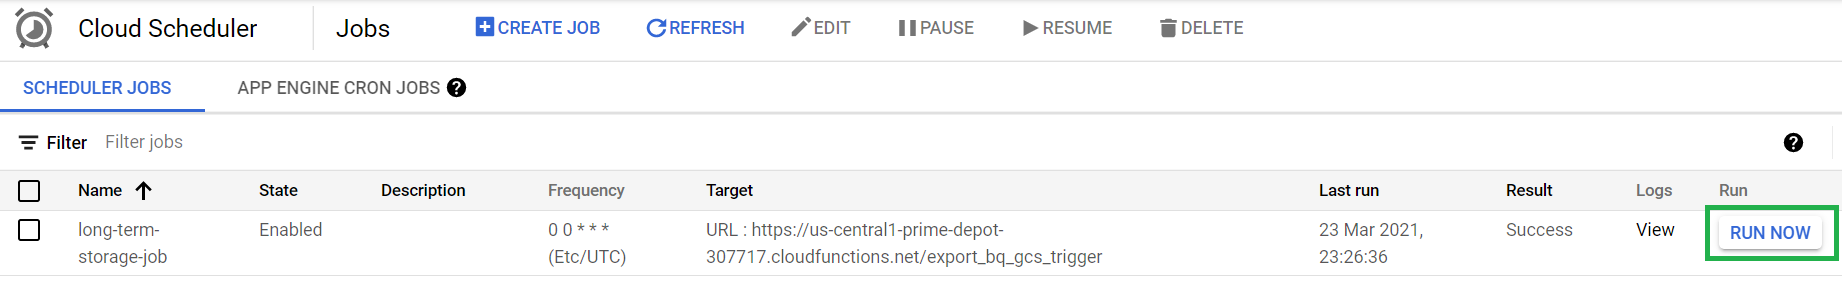 Cloud Scheduler Jobs CREATE JOB REFRESH EDIT PAUSE RESUME DELETE
SCHEDULER JOBS APP ENGINE CRON JOBS ?
Filter Filter jobs ?
Name State Description Frequency Target Last run Result Logs Run
long-term- Enabled 0 0 * * * URL : https://us-central1-prime-depot- 23 Mar 2021, Success View RUN NOW
storage-job (Etc/UTC) 307717.cloudfunctions.net/export_bq_gcs_trigger 23:26:36